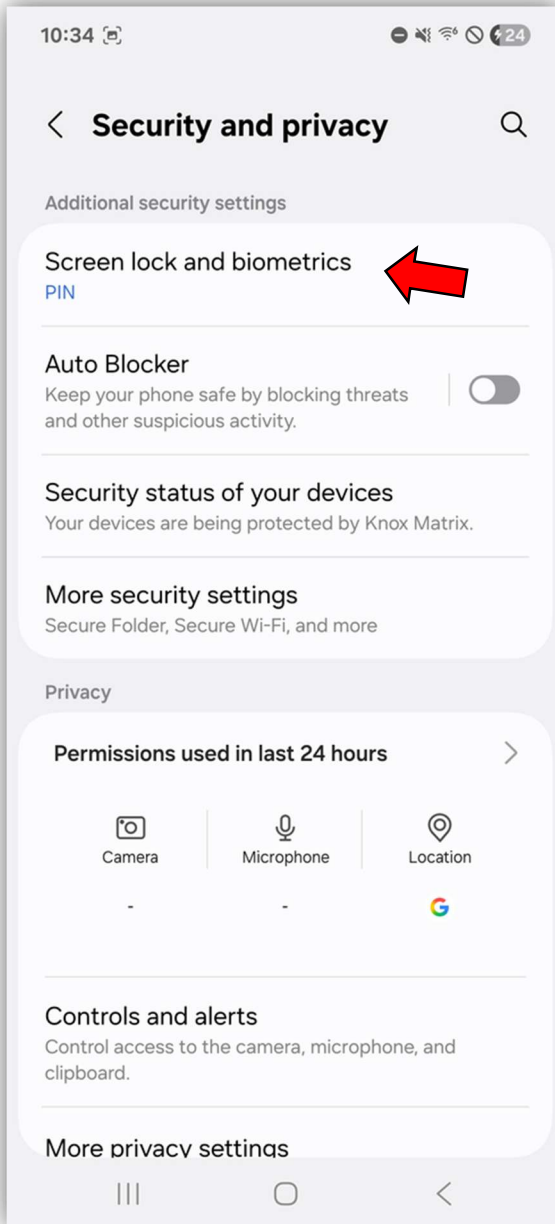 10:34
24
Security and privacy
Additional security settings
Screen lock and biometrics
PIN
Auto Blocker
Keep your phone safe by blocking threats
and other suspicious activity.
Security status of your devices
Your devices are being protected by Knox Matrix.
More security settings
Secure Folder, Secure Wi-Fi, and more
Privacy
Permissions used in last 24 hours
Camera
Microphone
Location
-
-
G
Controls and alerts
Control access to the camera, microphone, and
clipboard.
More privacy settings